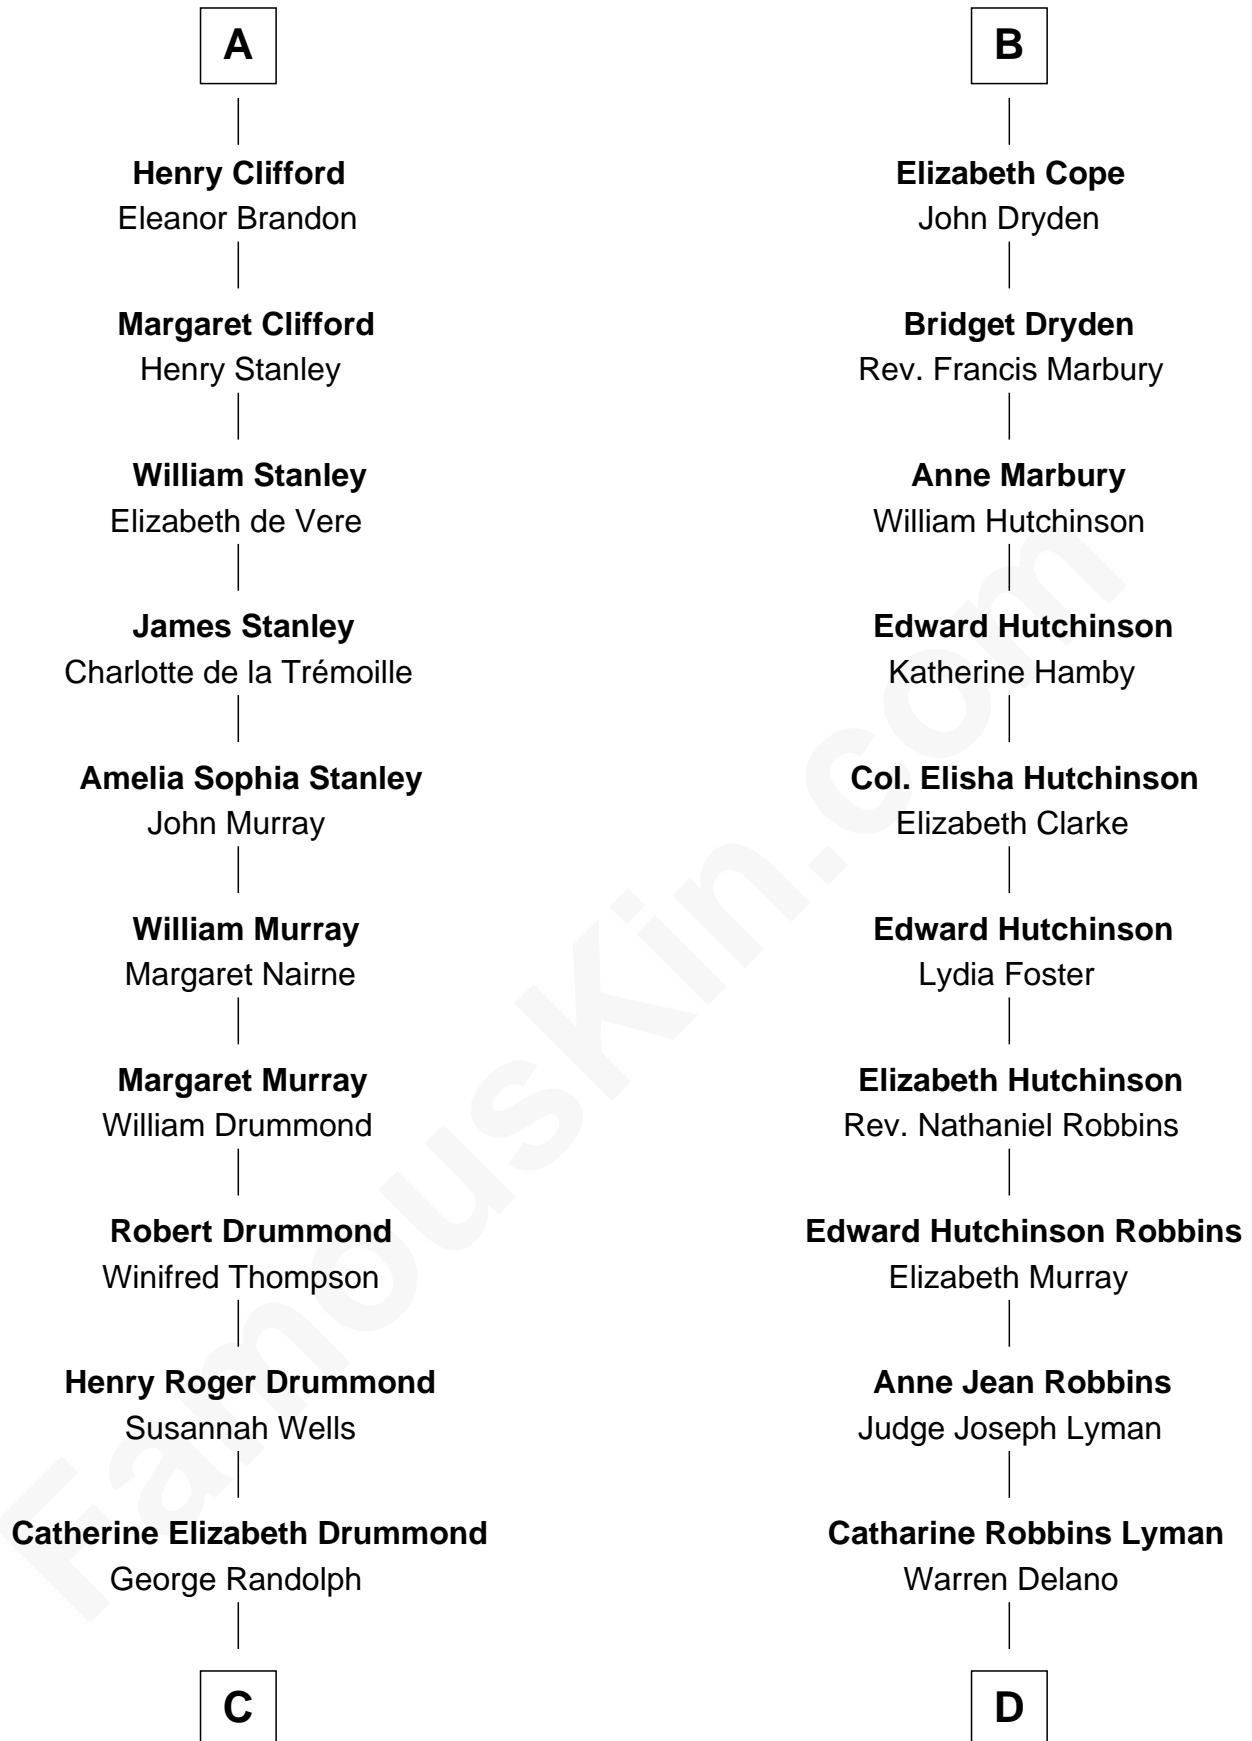 A
Henry Clifford
Eleanor Brandon
Margaret Clifford
Henry Stanley
William Stanley
Elizabeth de Vere
James Stanley
Charlotte de la Trémoille
Amelia Sophia Stanley
John Murray
William Murray
Margaret Nairne
Margaret Murray
William Drummond
Robert Drummond
Winifred Thompson
Henry Roger Drummond
Susannah Wells
Catherine Elizabeth Drummond
George Randolph
C
B
Elizabeth Cope
John Dryden
Bridget Dryden
Rev. Francis Marbury
Anne Marbury
William Hutchinson
Edward Hutchinson
Katherine Hamby
Col. Elisha Hutchinson
Elizabeth Clarke
Edward Hutchinson
Lydia Foster
Elizabeth Hutchinson
Rev. Nathaniel Robbins
Edward Hutchinson Robbins
Elizabeth Murray
Anne Jean Robbins
Judge Joseph Lyman
Catharine Robbins Lyman
Warren Delano
D
FamousKin.com